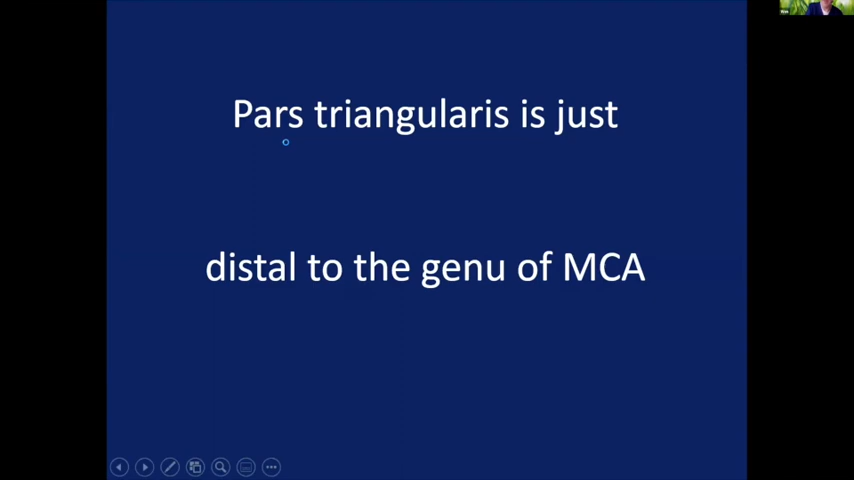 Pars triangularis is just
distal to the genu of MCA